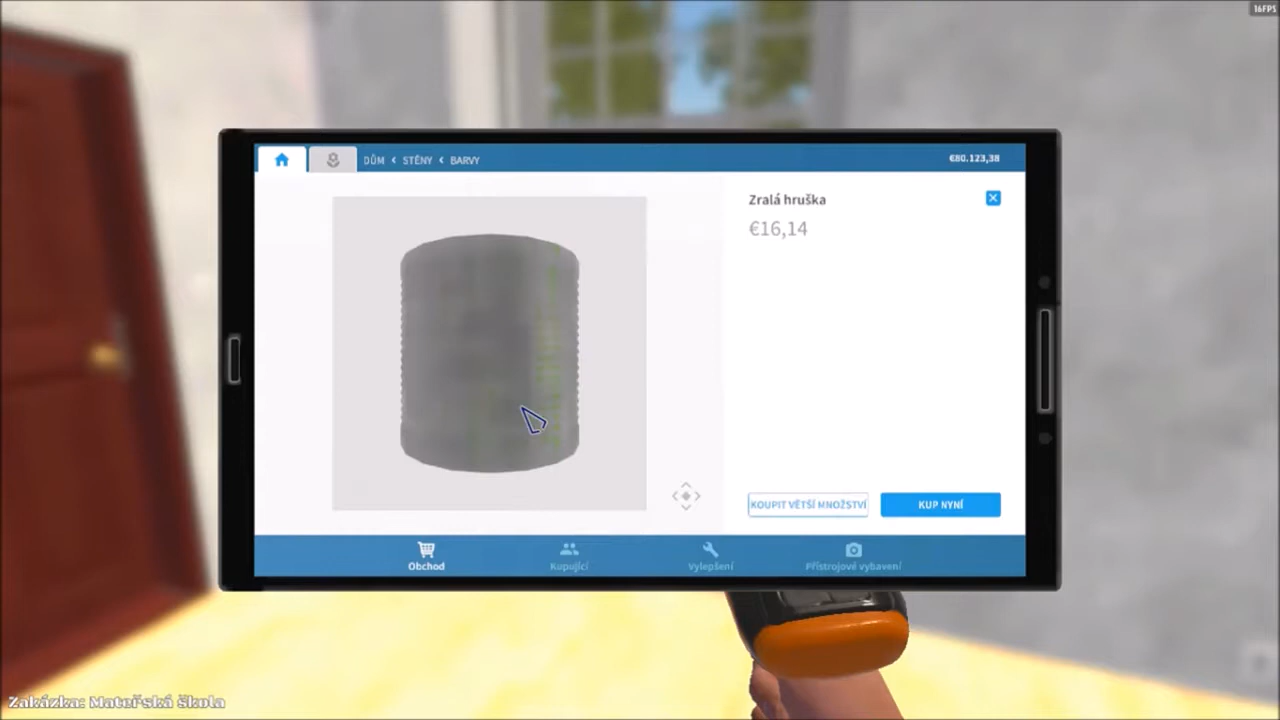 16FPS
DŮM < STĚNY < BARVY
€80.123,38
Zralá hruška
€16,14
KOUPIT VĚTŠÍ MNOŽSTVÍ
KUP NYNÍ
Obchod
Kupující
Vylepšení
Přístrojové vybavení
Zakázka: Mateřská škola